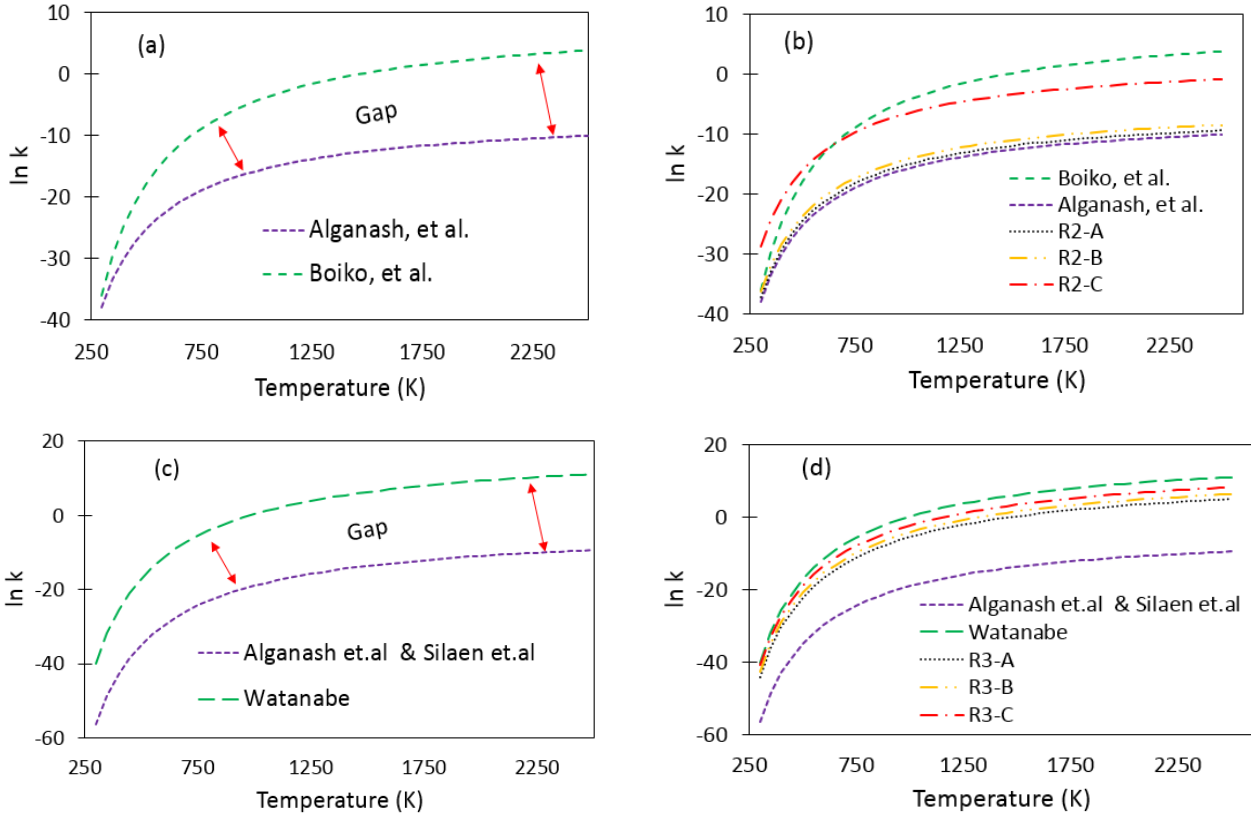 (a)
10
0
-10
-20
-30
-40
ln k
Gap
Alganash, et al.
Boiko, et al.
250 750 1250 1750 2250
Temperature (K)
(b)
10
0
-10
-20
-30
-40
ln k
Boiko, et al.
Alganash, et al.
R2-A
R2-B
R2-C
250 750 1250 1750 2250
Temperature (K)
(c)
20
0
-20
-40
-60
ln k
Gap
Alganash et.al & Silaen et.al
Watanabe
250 750 1250 1750 2250
Temperature (K)
(d)
20
0
-20
-40
-60
ln k
Alganash et.al & Silaen et.al
Watanabe
R3-A
R3-B
R3-C
250 750 1250 1750 2250
Temperature (K)